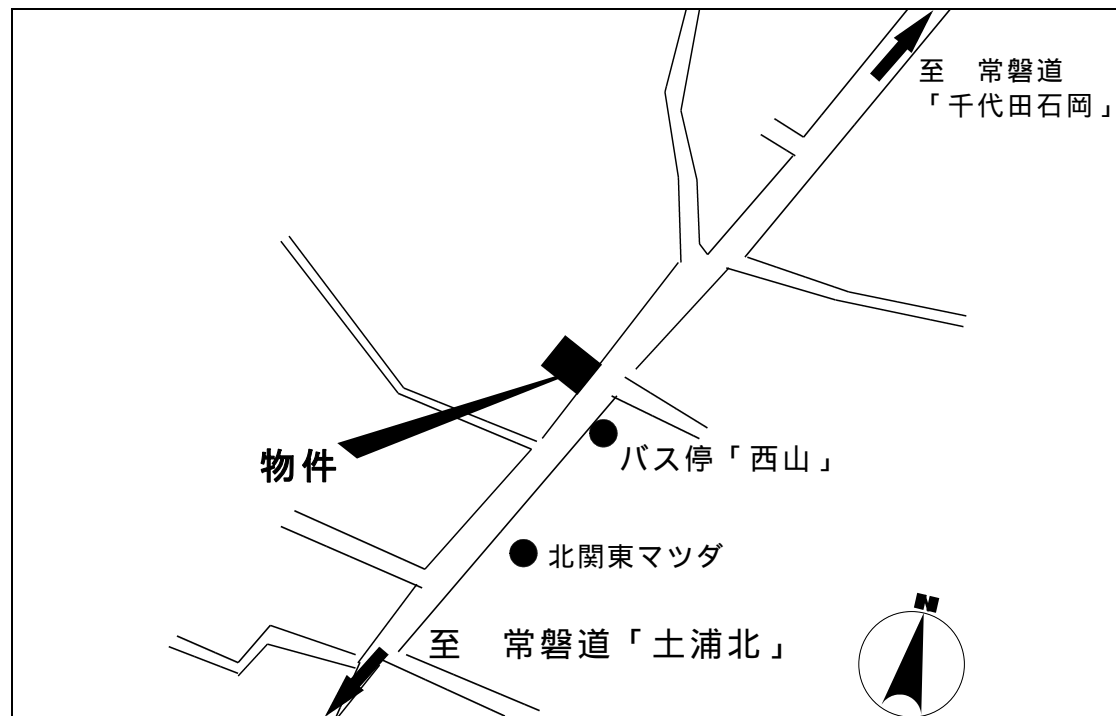 至　常磐道
「千代田石岡」
物件
バス停「西山」
北関東マツダ
至　常磐道「土浦北」
N